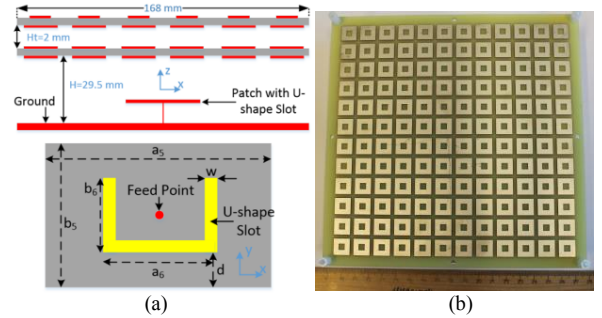 168 mm
Ht=2 mm
H=29.5 mm
z
x
Ground
Patch with U-
shape Slot
a5
w
b6
Feed Point
b5
U-shape
Slot
a6
d
Y
x
(a)
(b)